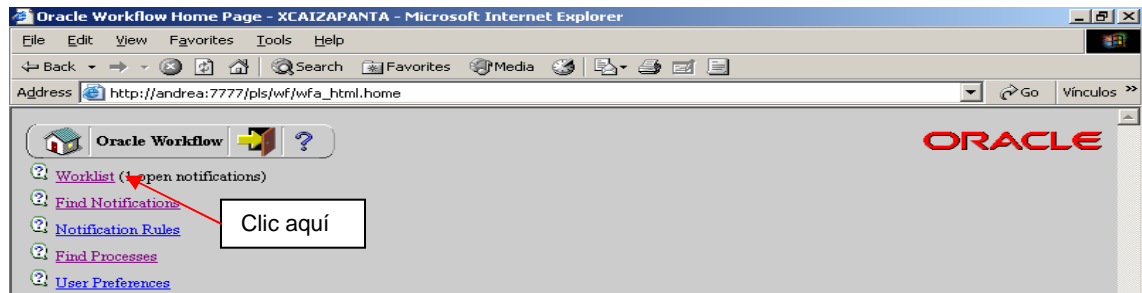 Oracle Workflow Home Page - XCAIZAPANTA - Microsoft Internet Explorer
File Edit View Favorites Tools Help
Back Search Favorites Media
Address http://andrea:7777/pls/wf/wfa_html.home Go Vínculos »
Oracle Workflow ? ORACLE
Worklist (1 open notifications)
Find Notifications
Clic aquí
Notification Rules
Find Processes
User Preferences